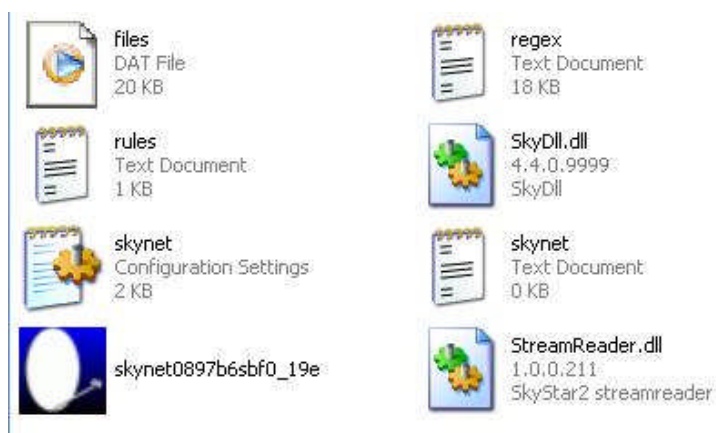 files
DAT File
20 KB
regex
Text Document
18 KB
rules
Text Document
1 KB
SkyDll.dll
4.4.0.9999
SkyDll
skynet
Configuration Settings
2 KB
skynet
Text Document
0 KB
skynet0897b6sbf0_19e
StreamReader.dll
1.0.0.211
SkyStar2 streamreader